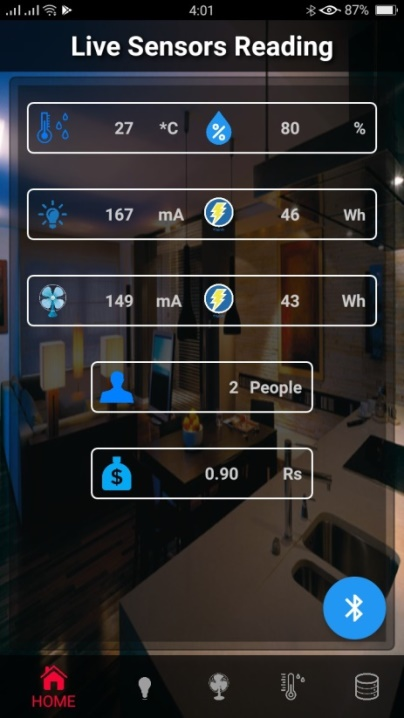 4:01 87%
Live Sensors Reading
27 *C % 80 %
167 mA 46 Wh
149 mA 43 Wh
2 People
$ 0.90 Rs
HOME